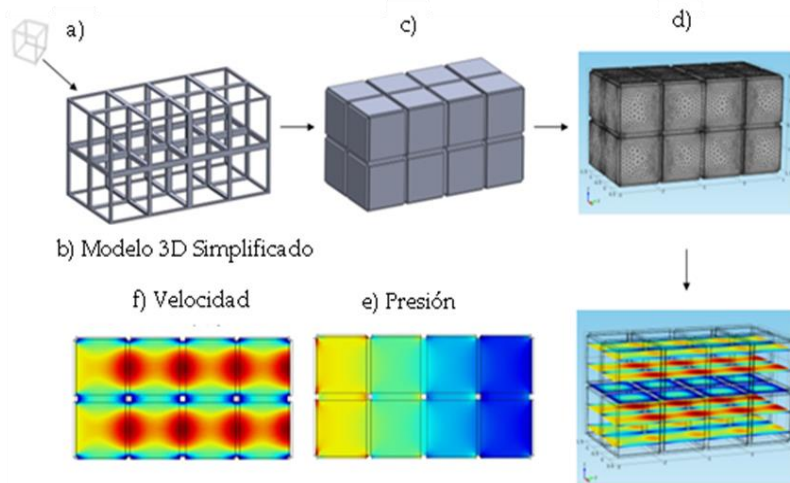 a)
c)
d)
b) Modelo 3D Simplificado
f) Velocidad
e) Presión